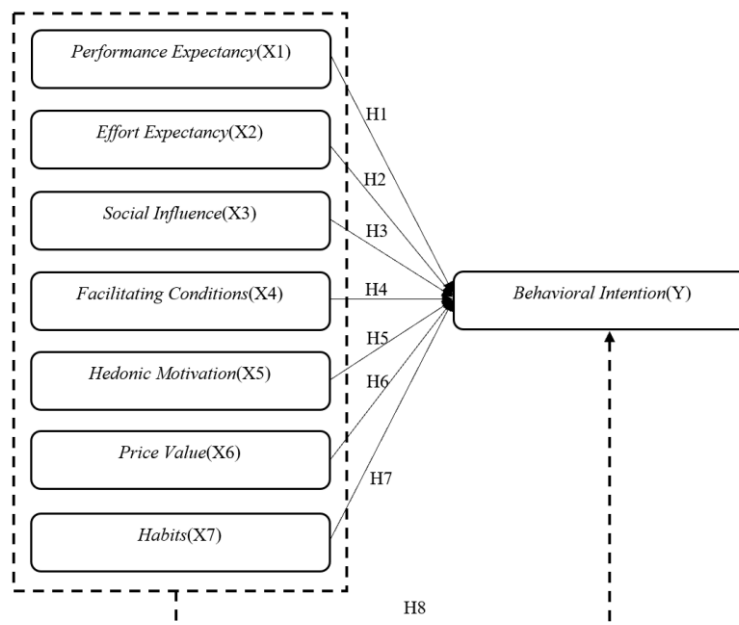 Performance Expectancy(X1)
H1
Effort Expectancy(X2)
H2
Social Influence(X3)
H3
Facilitating Conditions(X4)
H4
Behavioral Intention(Y)
Hedonic Motivation(X5)
H5
H6
Price Value(X6)
H7
Habits(X7)
H8